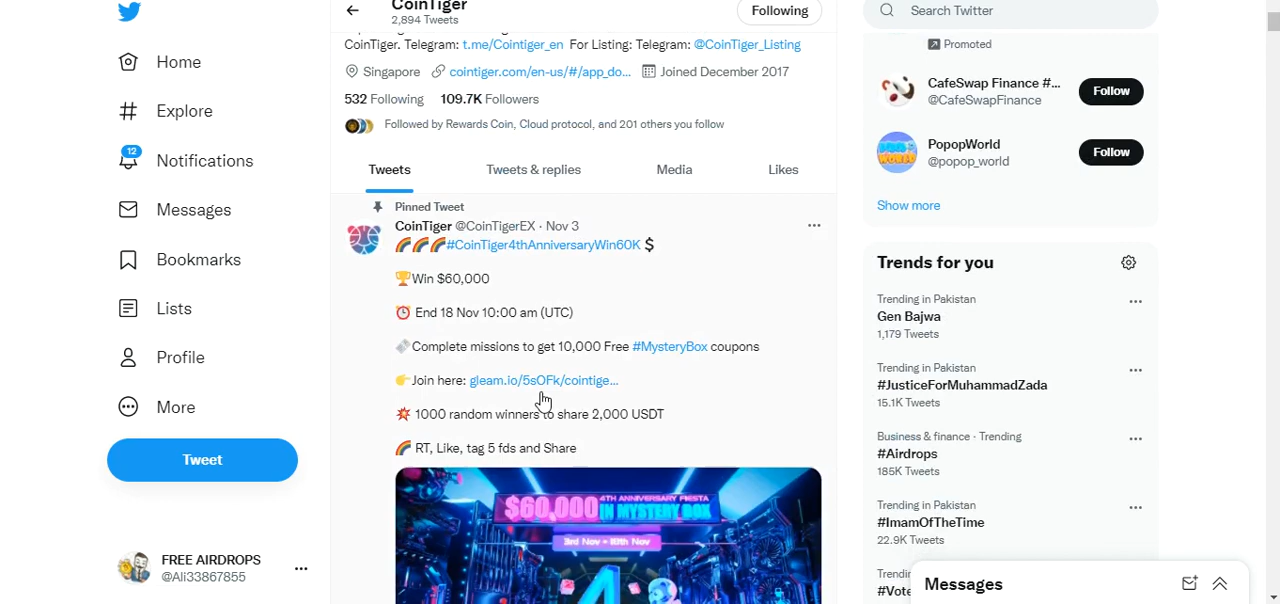 Home
Explore
12
Notifications
Messages
Bookmarks
Lists
Profile
More
Tweet
FREE AIRDROPS
@Ali33867855
CoinTiger
2,894 Tweets
Following
CoinTiger. Telegram: t.me/Cointiger_en For Listing: Telegram: @CoinTiger_Listing
Singapore cointiger.com/en-us/#/app_do... Joined December 2017
532 Following 109.7K Followers
Followed by Rewards Coin, Cloud protocol, and 201 others you follow
Tweets Tweets & replies Media Likes
Pinned Tweet
CoinTiger @CoinTigerEX · Nov 3
🌈🌈🌈#CoinTiger4thAnniversaryWin60K $
🏆Win $60,000
⏰ End 18 Nov 10:00 am (UTC)
Complete missions to get 10,000 Free #MysteryBox coupons
👉Join here: gleam.io/5sOFk/cointige...
💥 1000 random winners to share 2,000 USDT
🌈 RT, Like, tag 5 fds and Share
4TH ANNIVERSARY FIESTA
$60,000
IN MYSTERY BOX
3rd Nov
Search Twitter
Promoted
CafeSwap Finance #...
@CafeSwapFinance
Follow
PopopWorld
@popop_world
Follow
Show more
Trends for you
Trending in Pakistan
Gen Bajwa
1,179 Tweets
Trending in Pakistan
#JusticeForMuhammadZada
15.1K Tweets
Business & finance · Trending
#Airdrops
185K Tweets
Trending in Pakistan
#ImamOfTheTime
22.9K Tweets
Messages